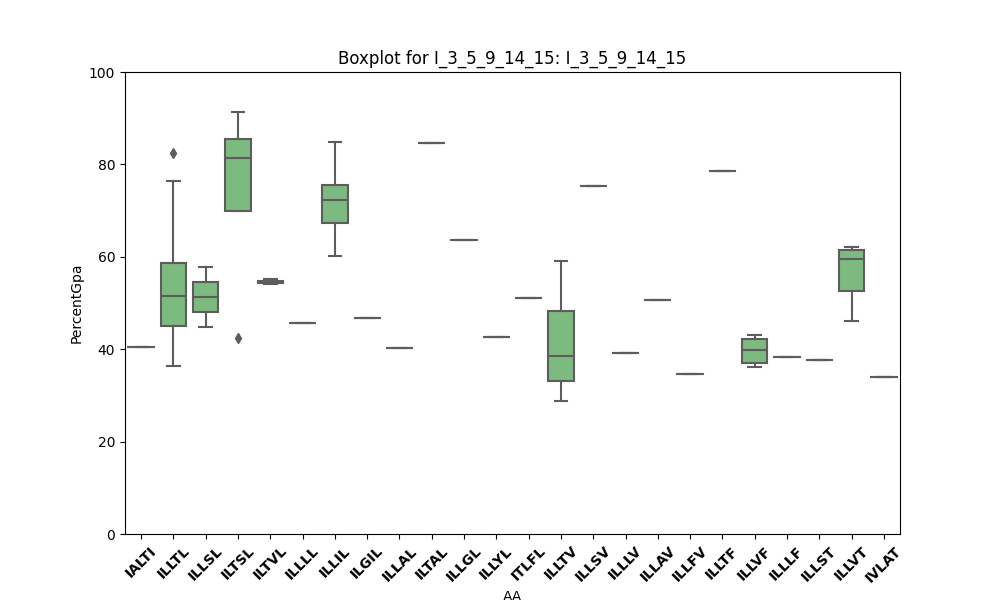 Boxplot for I_3_5_9_14_15: I_3_5_9_14_15
100
80
60
40
20
0
PercentGpa
IALTI
ILLTL
ILLSL
ILTSL
ILTVL
ILLLL
ILLIL
ILGIL
ILLAL
ILTAL
ILLGL
ILLYL
ITLFL
ILLTV
ILLSV
ILLLV
ILLAV
ILLFV
ILLTF
ILLVF
ILLLF
ILLST
ILLVT
IVLAT
AA